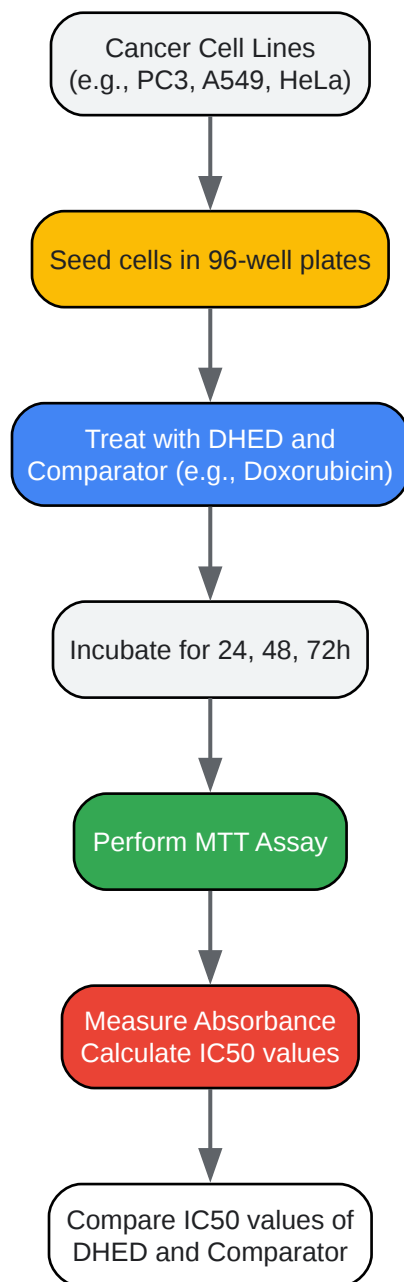 Cancer Cell Lines
(e.g., PC3, A549, HeLa)
Seed cells in 96-well plates
Treat with DHED and
Comparator (e.g., Doxorubicin)
Incubate for 24, 48, 72h
Perform MTT Assay
Measure Absorbance
Calculate IC50 values
Compare IC50 values of
DHED and Comparator